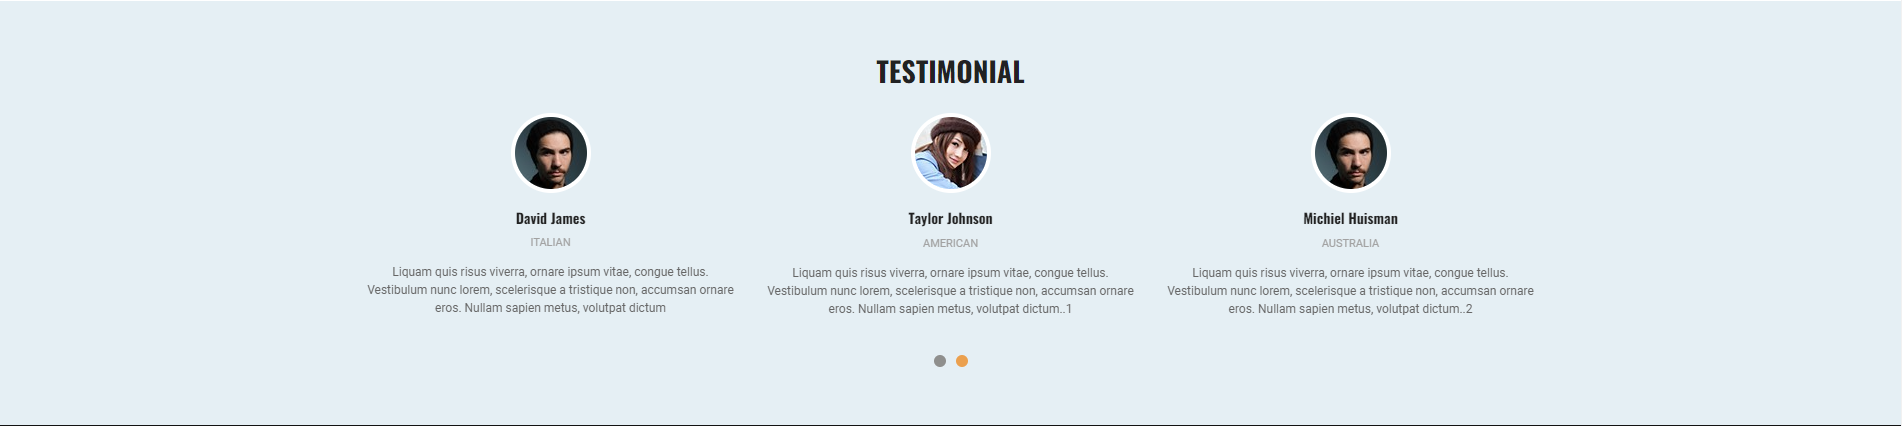 TESTIMONIAL
David James
ITALIAN
Liquam quis risus viverra, ornare ipsum vitae, congue tellus.
Vestibulum nunc lorem, scelerisque a tristique non, accumsan ornare
eros. Nullam sapien metus, volutpat dictum
Taylor Johnson
AMERICAN
Liquam quis risus viverra, ornare ipsum vitae, congue tellus.
Vestibulum nunc lorem, scelerisque a tristique non, accumsan ornare
eros. Nullam sapien metus, volutpat dictum..1
Michiel Huisman
AUSTRALIA
Liquam quis risus viverra, ornare ipsum vitae, congue tellus.
Vestibulum nunc lorem, scelerisque a tristique non, accumsan ornare
eros. Nullam sapien metus, volutpat dictum..2